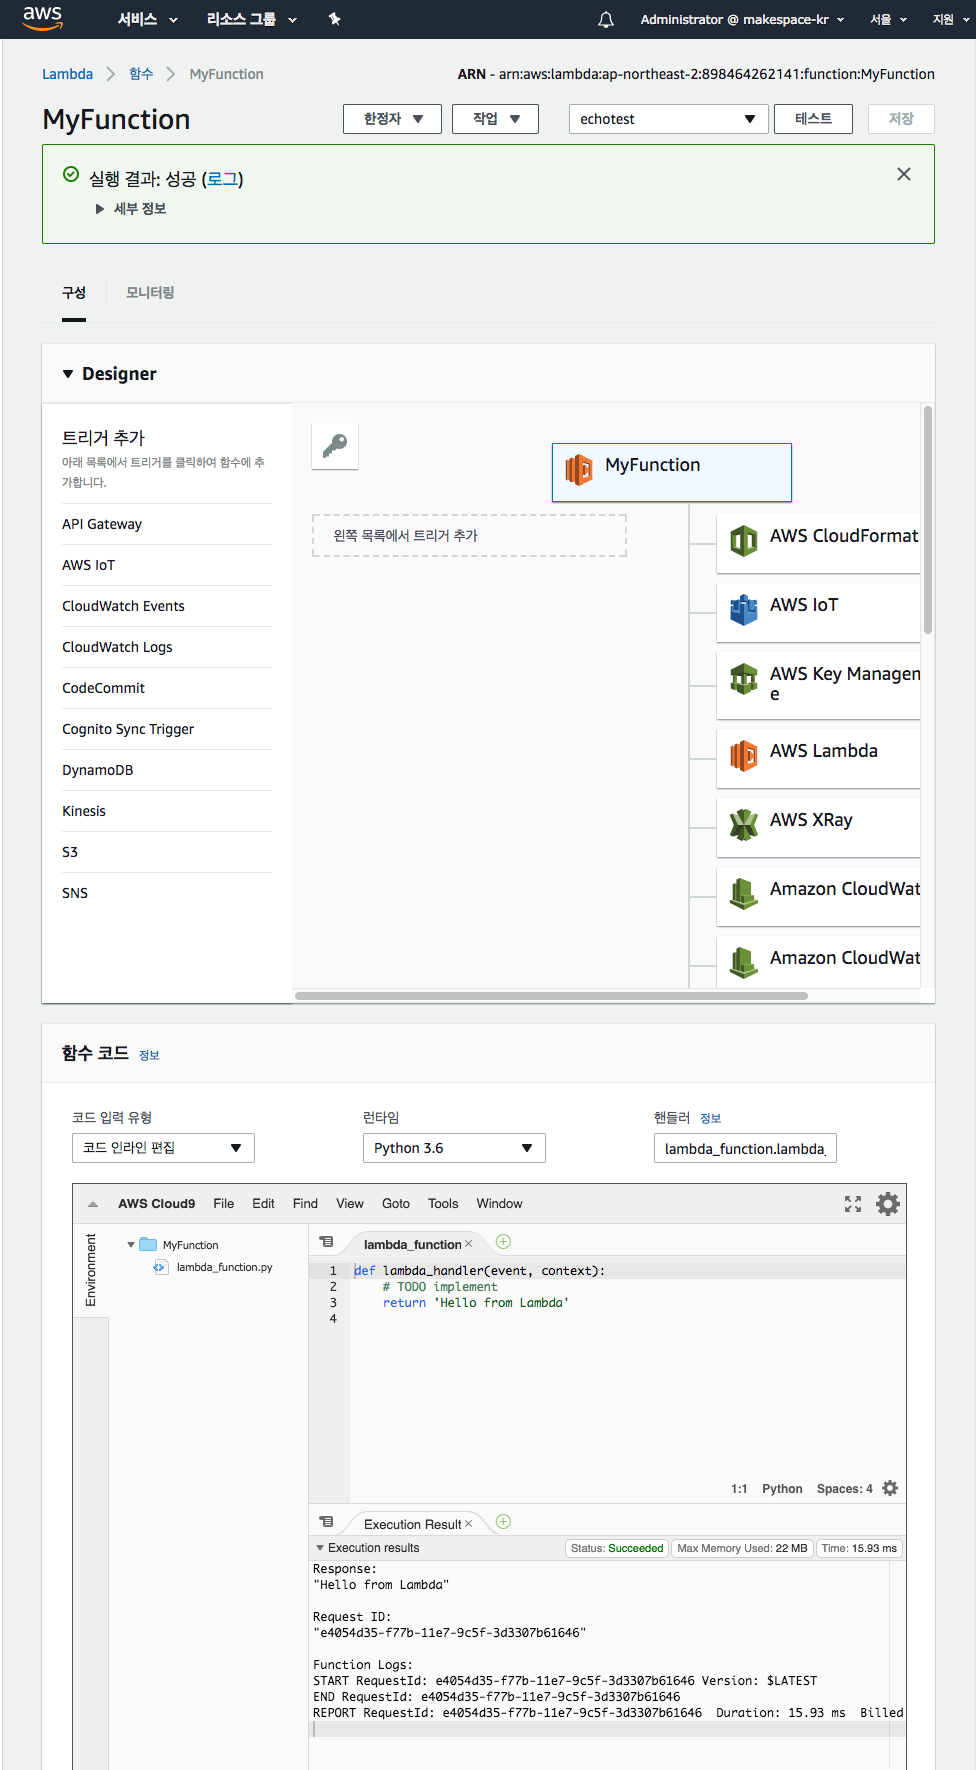 aws 서비스 리소스 그룹 Administrator @ makespace-kr 서울 지원
Lambda 함수 MyFunction ARN - arn:aws:lambda:ap-northeast-2:898464262141:function:MyFunction
MyFunction 한정자 작업 echotest 테스트 저장
실행 결과: 성공 (로그)
세부 정보
구성 모니터링
Designer
트리거 추가
아래 목록에서 트리거를 클릭하여 함수에 추
가합니다.
API Gateway
AWS IoT
CloudWatch Events
CloudWatch Logs
CodeCommit
Cognito Sync Trigger
DynamoDB
Kinesis
S3
SNS
MyFunction
왼쪽 목록에서 트리거 추가
AWS CloudFormat
AWS IoT
AWS Key Managen
e
AWS Lambda
AWS XRay
Amazon CloudWat
Amazon CloudWat
함수 코드 정보
코드 입력 유형 런타임 핸들러 정보
코드 인라인 편집 Python 3.6 lambda_function.lambda_
AWS Cloud9 File Edit Find View Goto Tools Window
Environment
MyFunction
lambda_function.py
lambda_function ×
1 def lambda_handler(event, context):
2 # TODO implement
3 return 'Hello from Lambda'
4
1:1 Python Spaces: 4
Execution Result ×
Execution results Status: Succeeded Max Memory Used: 22 MB Time: 15.93 ms
Response:
"Hello from Lambda"
Request ID:
"e4054d35-f77b-11e7-9c5f-3d3307b61646"
Function Logs:
START RequestId: e4054d35-f77b-11e7-9c5f-3d3307b61646 Version: $LATEST
END RequestId: e4054d35-f77b-11e7-9c5f-3d3307b61646
REPORT RequestId: e4054d35-f77b-11e7-9c5f-3d3307b61646 Duration: 15.93 ms Billed